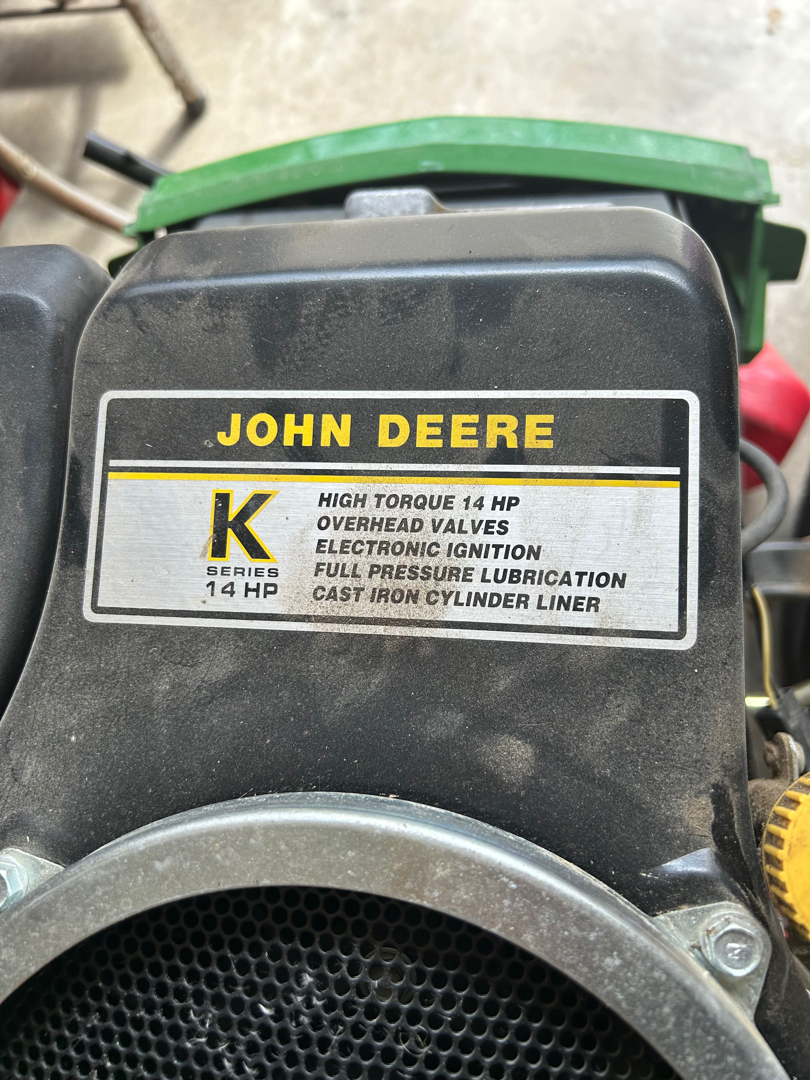 JOHN DEERE
K
SERIES
14 HP
HIGH TORQUE 14 HP
OVERHEAD VALVES
ELECTRONIC IGNITION
FULL PRESSURE LUBRICATION
CAST IRON CYLINDER LINER